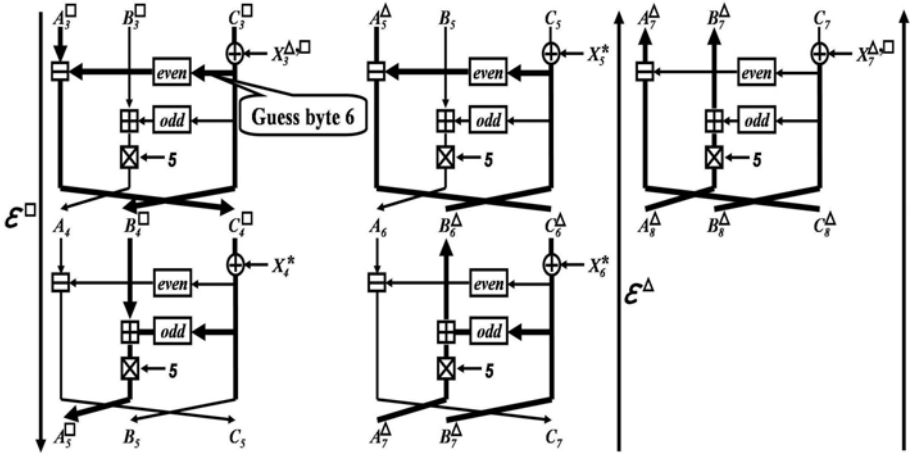 A₃□ B₃□ C₃□ A₅Δ B₅ C₅ A₇Δ B₇Δ C₇
X₃Δ,□ X₅* X₇Δ,□
even even even
Guess byte 6
odd odd odd
5 5 5
ε□
A₄ B₄□ C₄□ A₆ B₆Δ C₆Δ A₈Δ B₈Δ C₈Δ
X₄* X₆*
even even
εΔ
odd odd
5 5
A₅□ B₅ C₅ A₇Δ B₇Δ C₇